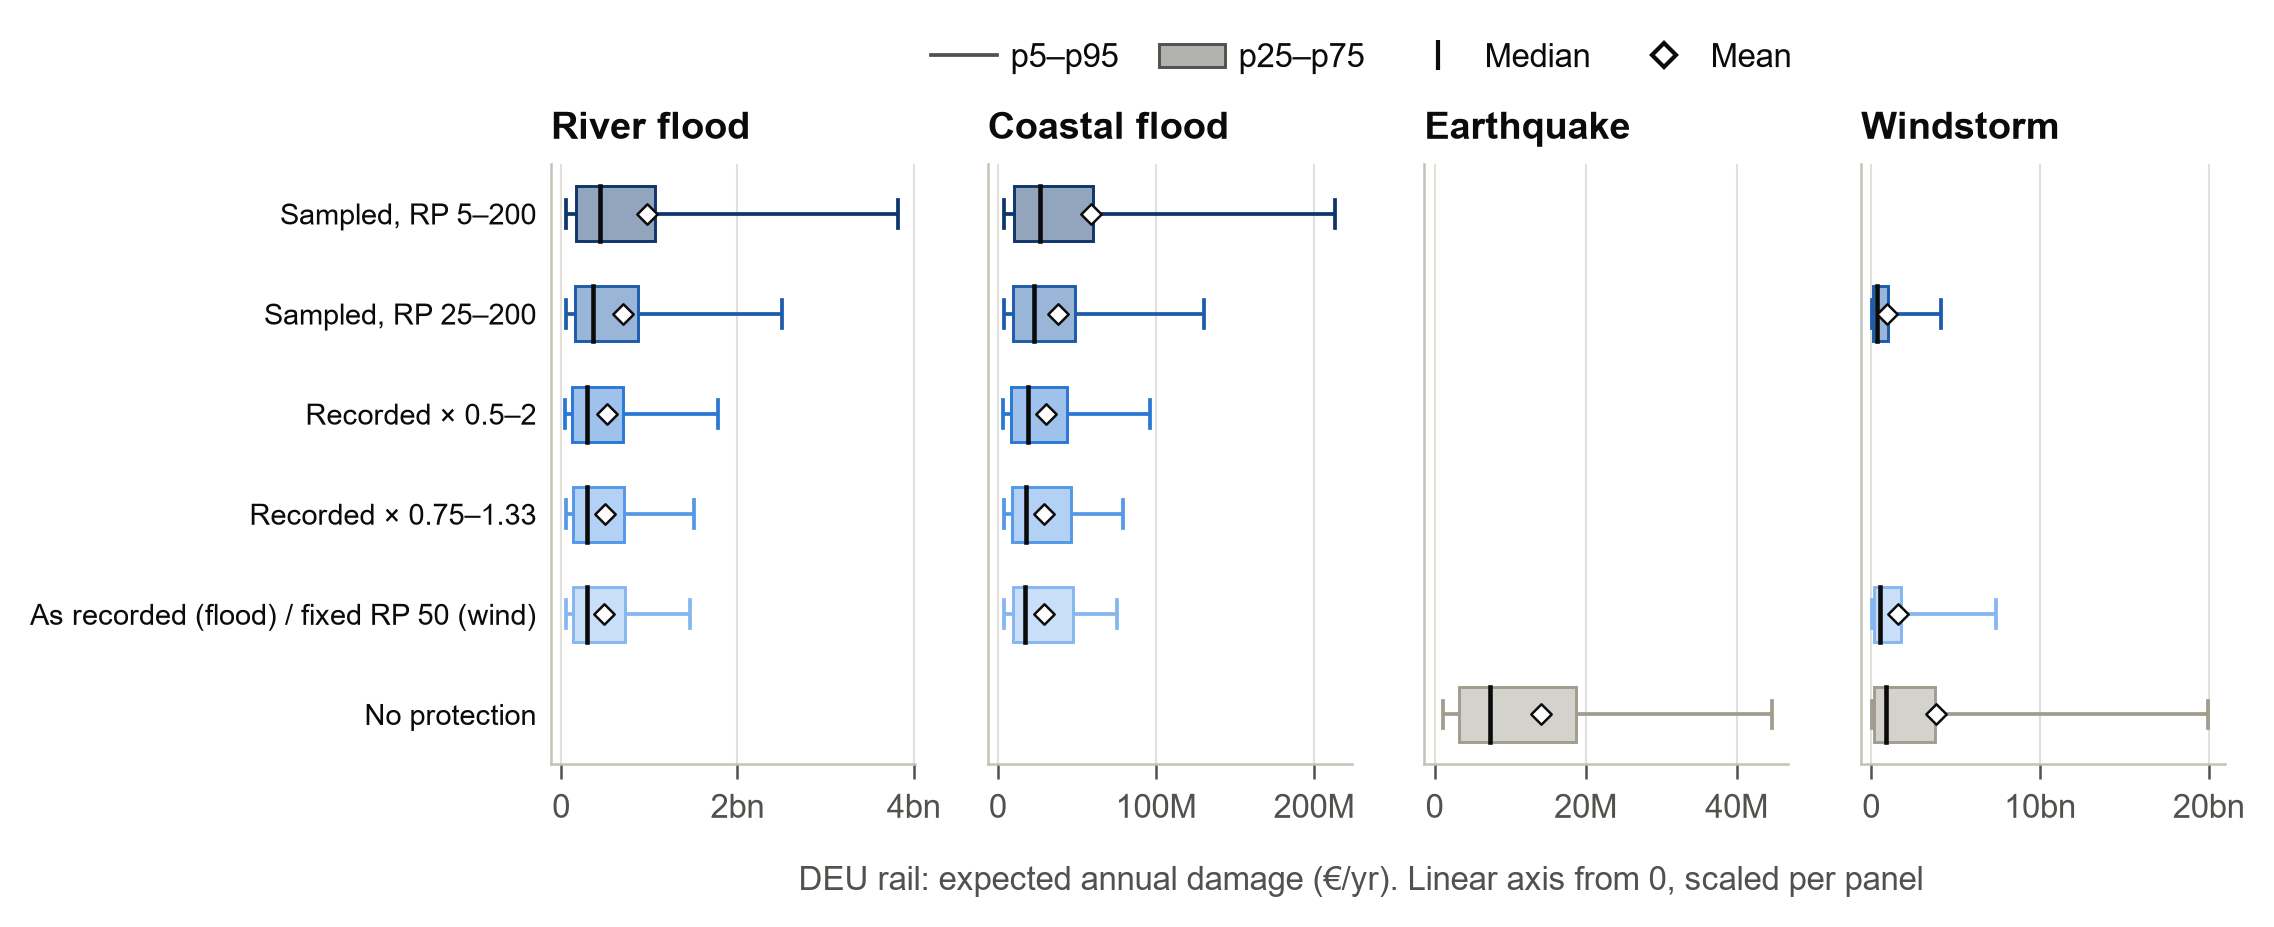 p5–p95 p25–p75 Median Mean
River flood Coastal flood Earthquake Windstorm
Sampled, RP 5–200
Sampled, RP 25–200
Recorded × 0.5–2
Recorded × 0.75–1.33
As recorded (flood) / fixed RP 50 (wind)
No protection
0 2bn 4bn 0 100M 200M 0 20M 40M 0 10bn 20bn
DEU rail: expected annual damage (€/yr). Linear axis from 0, scaled per panel